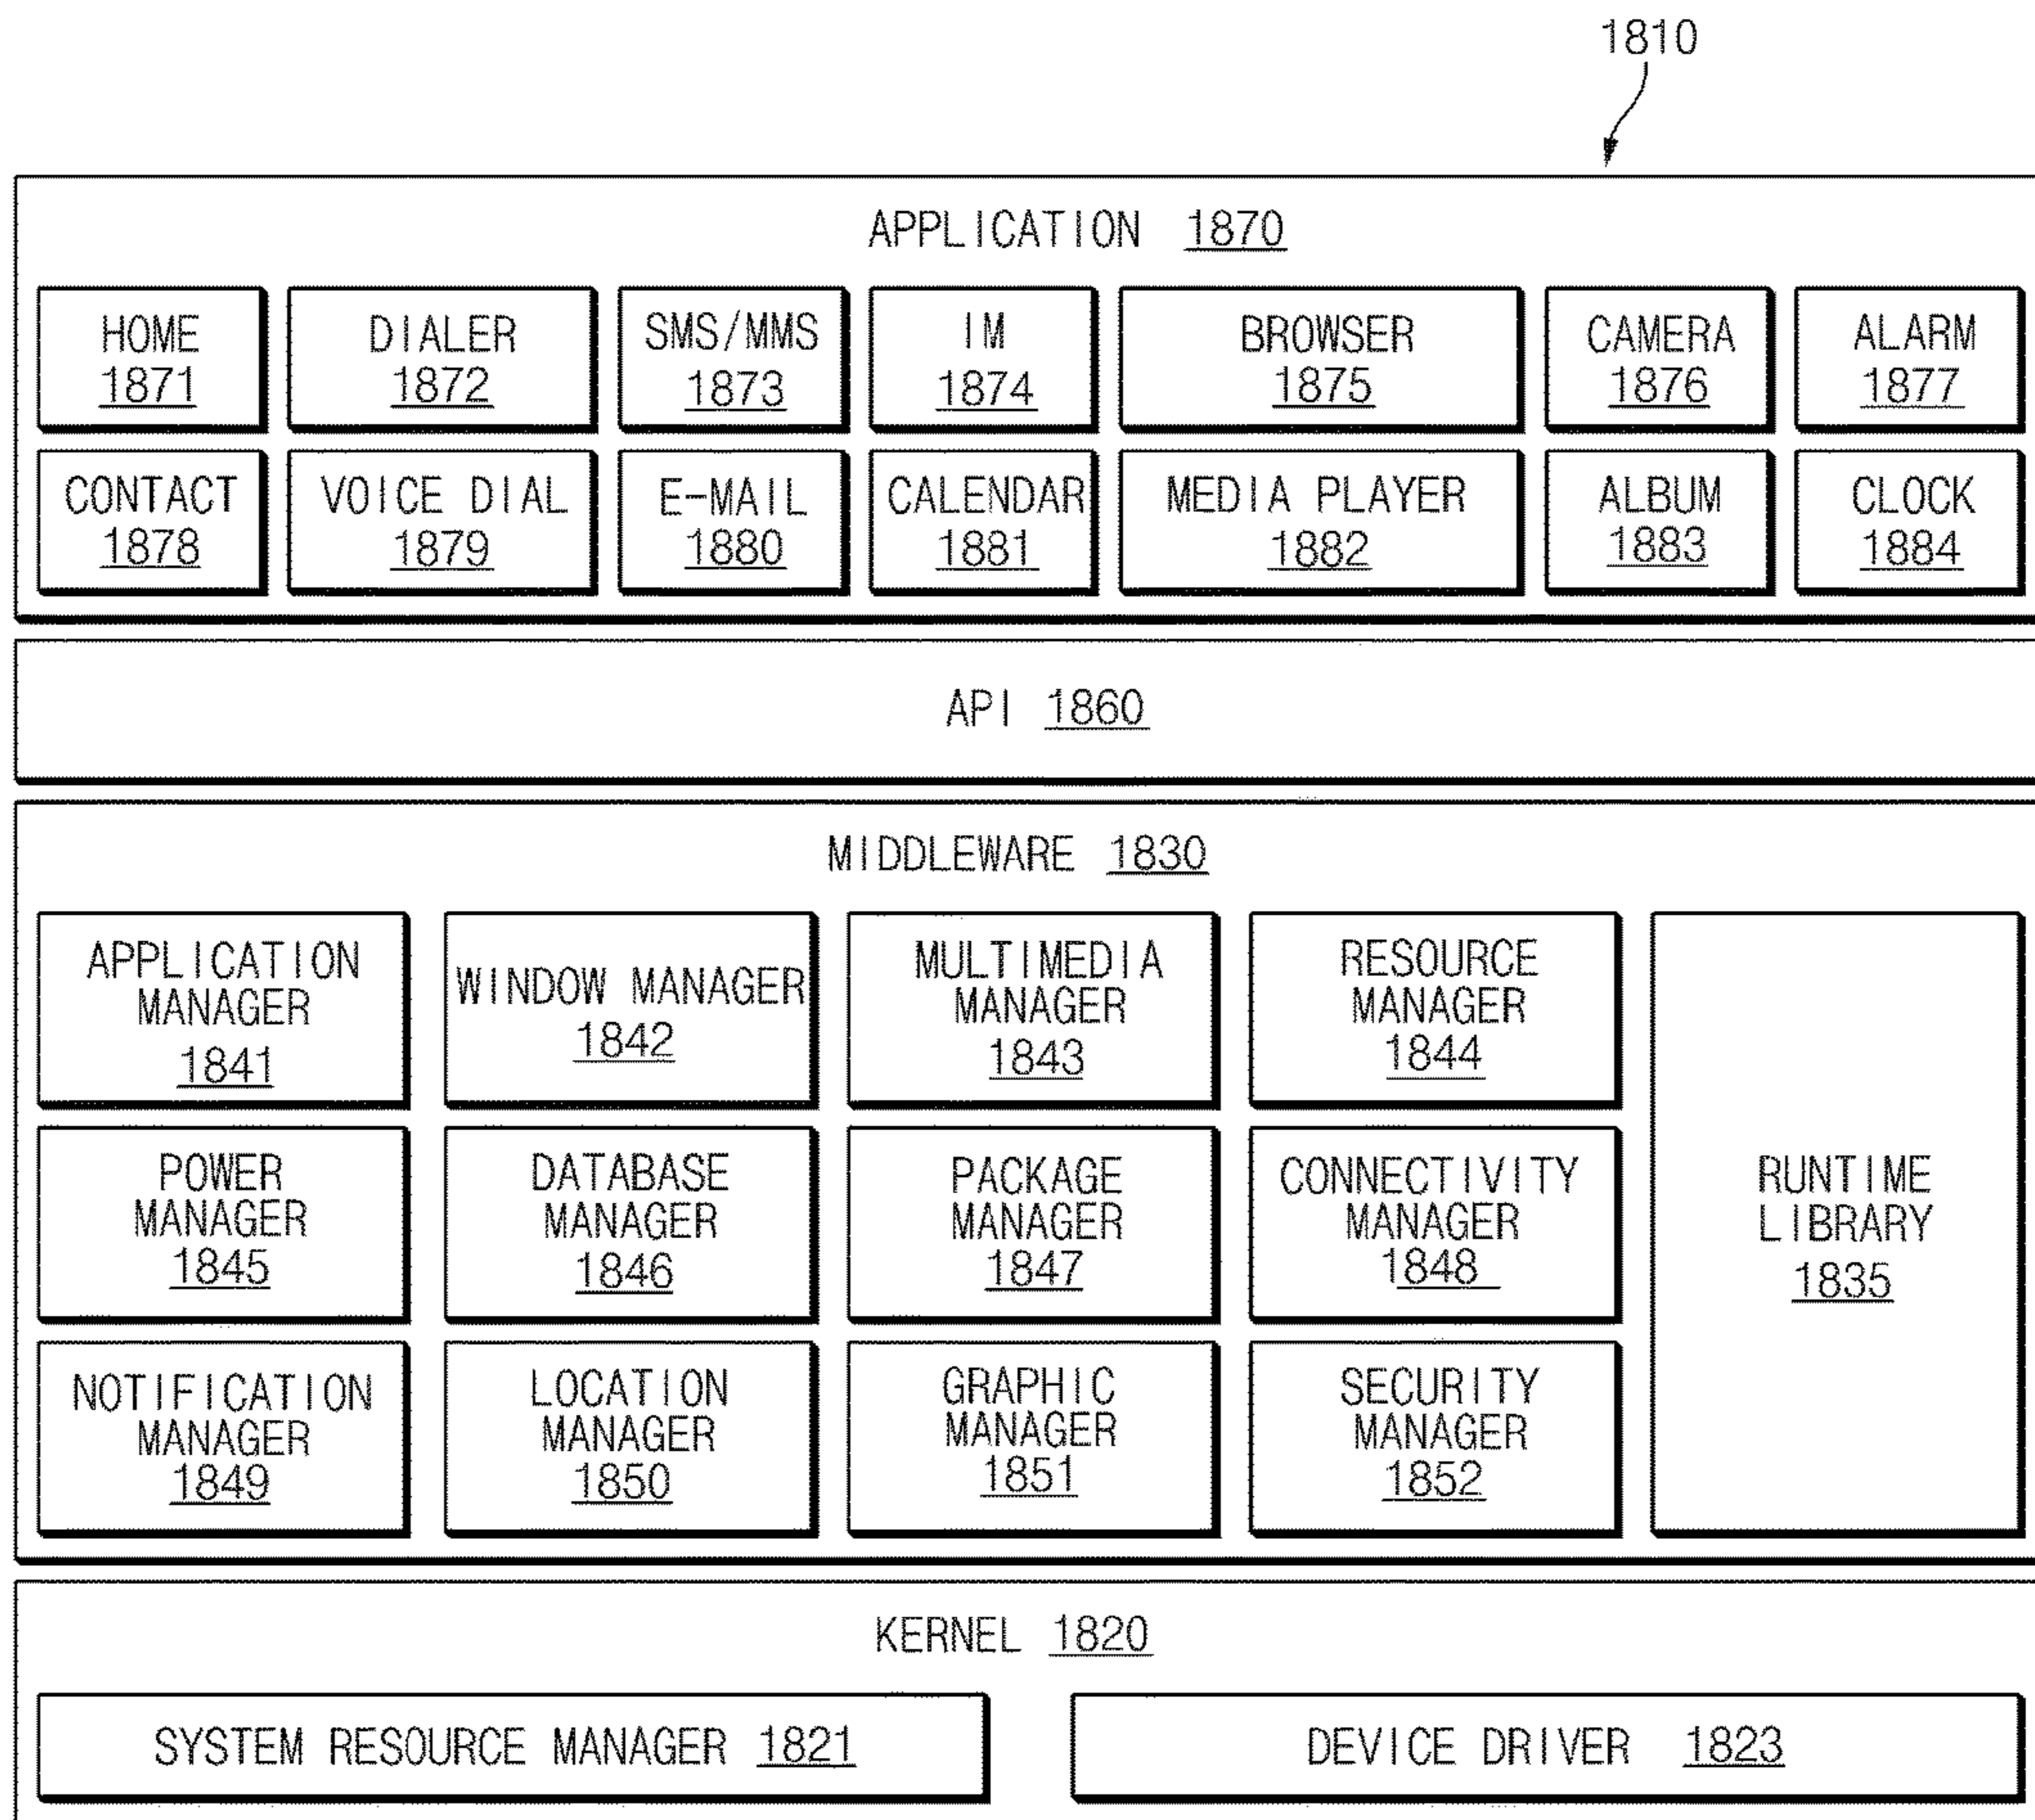 1810
APPLICATION 1870
HOME
1871
DIALER
1872
SMS/MMS
1873
IM
1874
BROWSER
1875
CAMERA
1876
ALARM
1877
CONTACT
1878
VOICE DIAL
1879
E-MAIL
1880
CALENDAR
1881
MEDIA PLAYER
1882
ALBUM
1883
CLOCK
1884
API 1860
MIDDLEWARE 1830
APPLICATION
MANAGER
1841
WINDOW MANAGER
1842
MULTIMEDIA
MANAGER
1843
RESOURCE
MANAGER
1844
POWER
MANAGER
1845
DATABASE
MANAGER
1846
PACKAGE
MANAGER
1847
CONNECTIVITY
MANAGER
1848
RUNTIME
LIBRARY
1835
NOTIFICATION
MANAGER
1849
LOCATION
MANAGER
1850
GRAPHIC
MANAGER
1851
SECURITY
MANAGER
1852
KERNEL 1820
SYSTEM RESOURCE MANAGER 1821
DEVICE DRIVER 1823